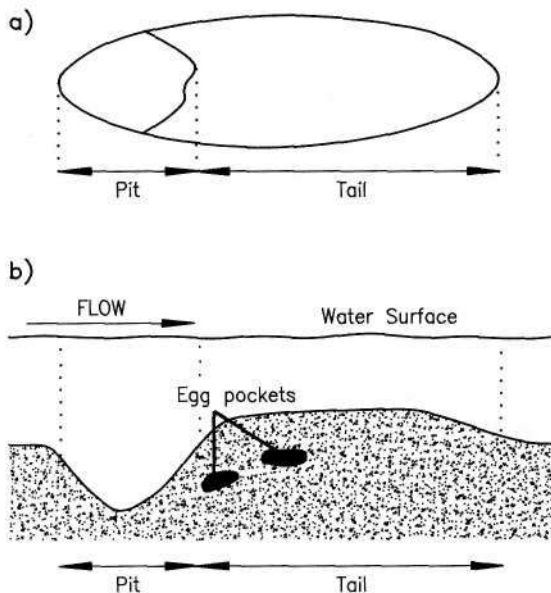 a)
Pit
Tail
b)
FLOW
Water Surface
Egg pockets
Pit
Tail